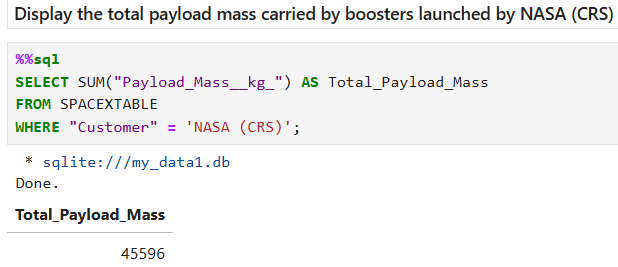 Display the total payload mass carried by boosters launched by NASA (CRS)
%%sql
SELECT SUM("Payload_Mass__kg_") AS Total_Payload_Mass
FROM SPACEXTABLE
WHERE "Customer" = 'NASA (CRS)';
* sqlite:///my_data1.db
Done.
Total_Payload_Mass
45596